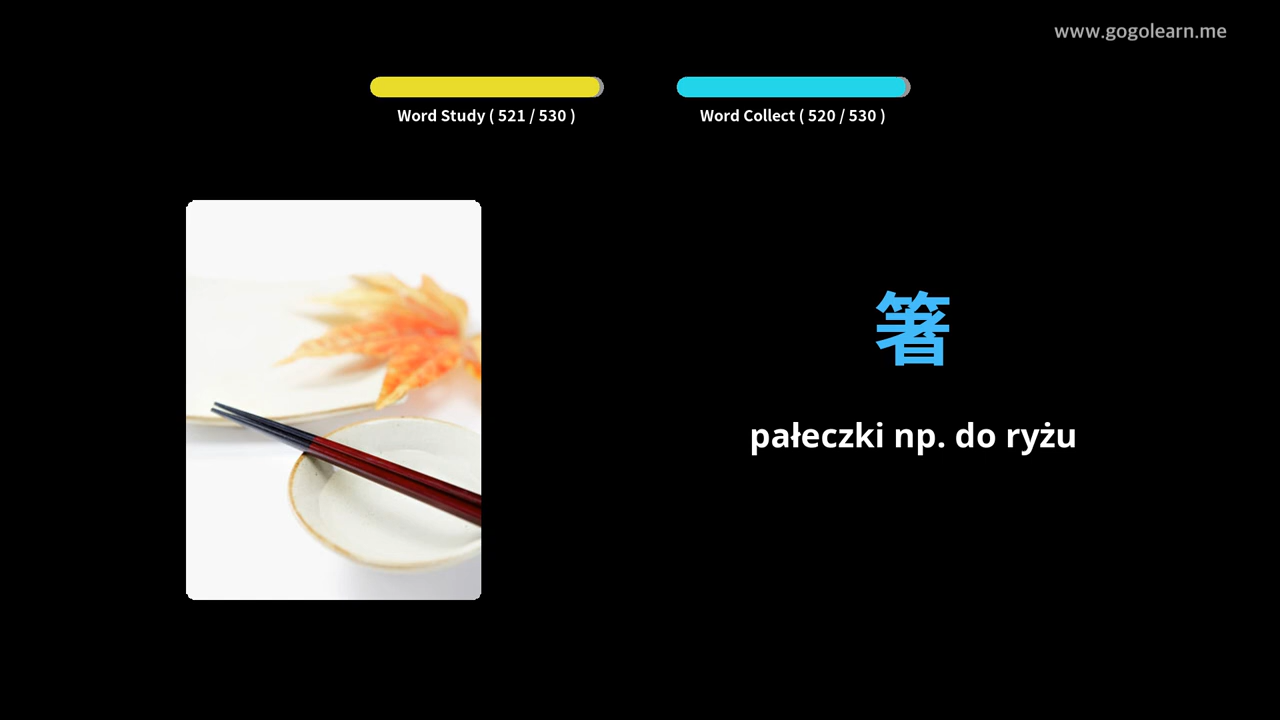 www.gogolearn.me
Word Study ( 521 / 530 )
Word Collect ( 520 / 530 )
箸
pałeczki np. do ryżu